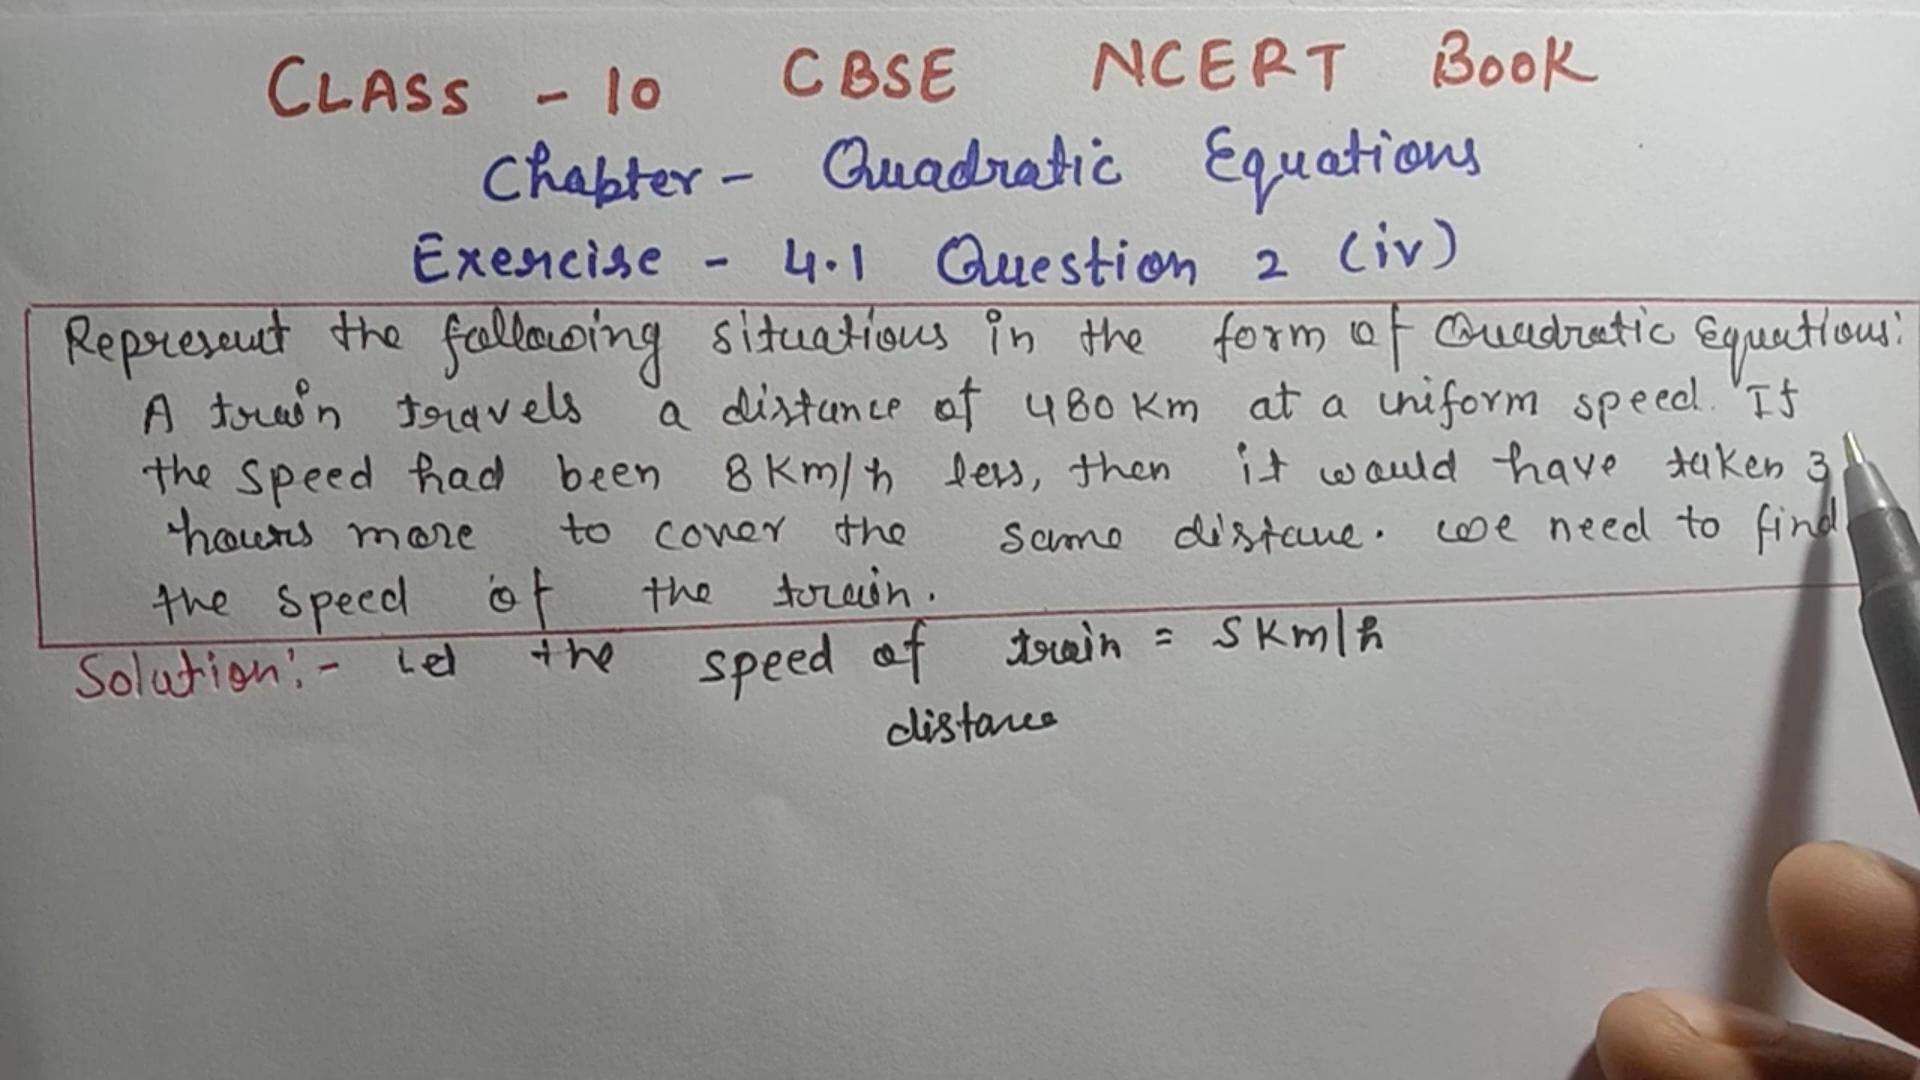 CLASS - 10 CBSE NCERT BOOK
Chapter - Quadratic Equations
Exercise - 4.1 Question 2 (iv)
Represent the following situations in the form of Quadratic Equations:
A train travels a distance of 480 Km at a uniform speed. If
the speed had been 8 Km/h less, then it would have taken 3
hours more to cover the same distance. we need to find
the speed of the train.
Solution:- Let the speed of train = S Km/h
distance